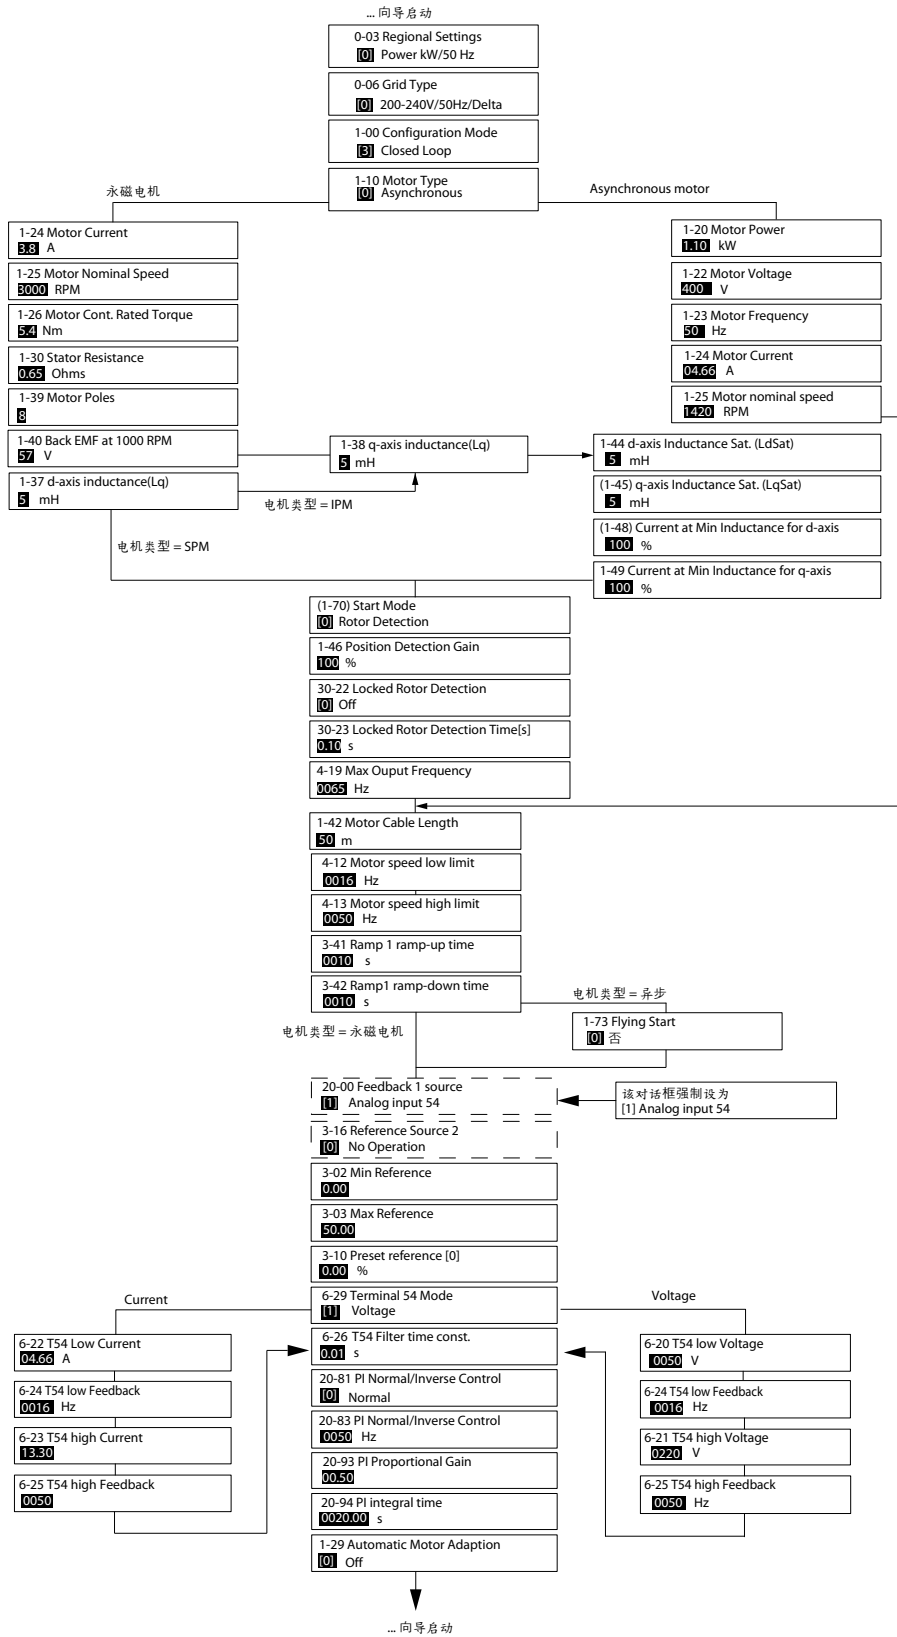 ... 向导启动
0-03 Regional Settings
[0] Power kW/50 Hz
0-06 Grid Type
[0] 200-240V/50Hz/Delta
1-00 Configuration Mode
[3] Closed Loop
1-10 Motor Type
[0] Asynchronous
永磁电机
Asynchronous motor
1-24 Motor Current
3.8 A
1-25 Motor Nominal Speed
3000 RPM
1-26 Motor Cont. Rated Torque
5.4 Nm
1-30 Stator Resistance
0.65 Ohms
1-39 Motor Poles
8
1-40 Back EMF at 1000 RPM
57 V
1-37 d-axis inductance(Lq)
5 mH
1-20 Motor Power
1.10 kW
1-22 Motor Voltage
400 V
1-23 Motor Frequency
50 Hz
1-24 Motor Current
04.66 A
1-25 Motor nominal speed
1420 RPM
1-38 q-axis inductance(Lq)
5 mH
电机类型 = IPM
电机类型 = SPM
1-44 d-axis Inductance Sat. (LdSat)
5 mH
(1-45) q-axis Inductance Sat. (LqSat)
5 mH
(1-48) Current at Min Inductance for d-axis
100 %
1-49 Current at Min Inductance for q-axis
100 %
(1-70) Start Mode
[0] Rotor Detection
1-46 Position Detection Gain
100 %
30-22 Locked Rotor Detection
[0] Off
30-23 Locked Rotor Detection Time[s]
0.10 s
4-19 Max Ouput Frequency
0065 Hz
1-42 Motor Cable Length
50 m
4-12 Motor speed low limit
0016 Hz
4-13 Motor speed high limit
0050 Hz
3-41 Ramp 1 ramp-up time
0010 s
3-42 Ramp1 ramp-down time
0010 s
电机类型 = 异步
电机类型 = 永磁电机
1-73 Flying Start
[0] 否
20-00 Feedback 1 source
[1] Analog input 54
该对话框强制设为
[1] Analog input 54
3-16 Reference Source 2
[0] No Operation
3-02 Min Reference
0.00
3-03 Max Reference
50.00
3-10 Preset reference [0]
0.00 %
6-29 Terminal 54 Mode
[1] Voltage
Current
Voltage
6-22 T54 Low Current
04.66 A
6-24 T54 low Feedback
0016 Hz
6-23 T54 high Current
13.30
6-25 T54 high Feedback
0050
6-26 T54 Filter time const.
0.01 s
20-81 PI Normal/Inverse Control
[0] Normal
20-83 PI Normal/Inverse Control
0050 Hz
20-93 PI Proportional Gain
00.50
20-94 PI integral time
0020.00 s
1-29 Automatic Motor Adaption
[0] Off
6-20 T54 low Voltage
0050 V
6-24 T54 low Feedback
0016 Hz
6-21 T54 high Voltage
0220 V
6-25 T54 high Feedback
0050 Hz
... 向导启动